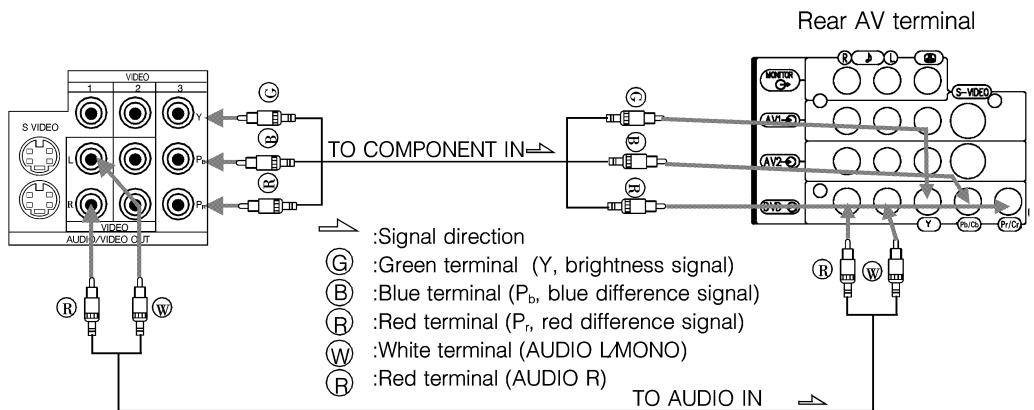 Rear AV terminal
VIDEO
1 2 3
S VIDEO
L
R
Y
PB
PR
VIDEO
AUDIO/VIDEO OUT
G
B
R
TO COMPONENT IN
G
B
R
R L
MONITOR
S-VIDEO
AV1
AV2
DVD
Y Pb/Cb Pr/Cr
R W
R W
:Signal direction
G :Green terminal (Y, brightness signal)
B :Blue terminal (Pb, blue difference signal)
R :Red terminal (Pr, red difference signal)
W :White terminal (AUDIO L/MONO)
R :Red terminal (AUDIO R)
TO AUDIO IN